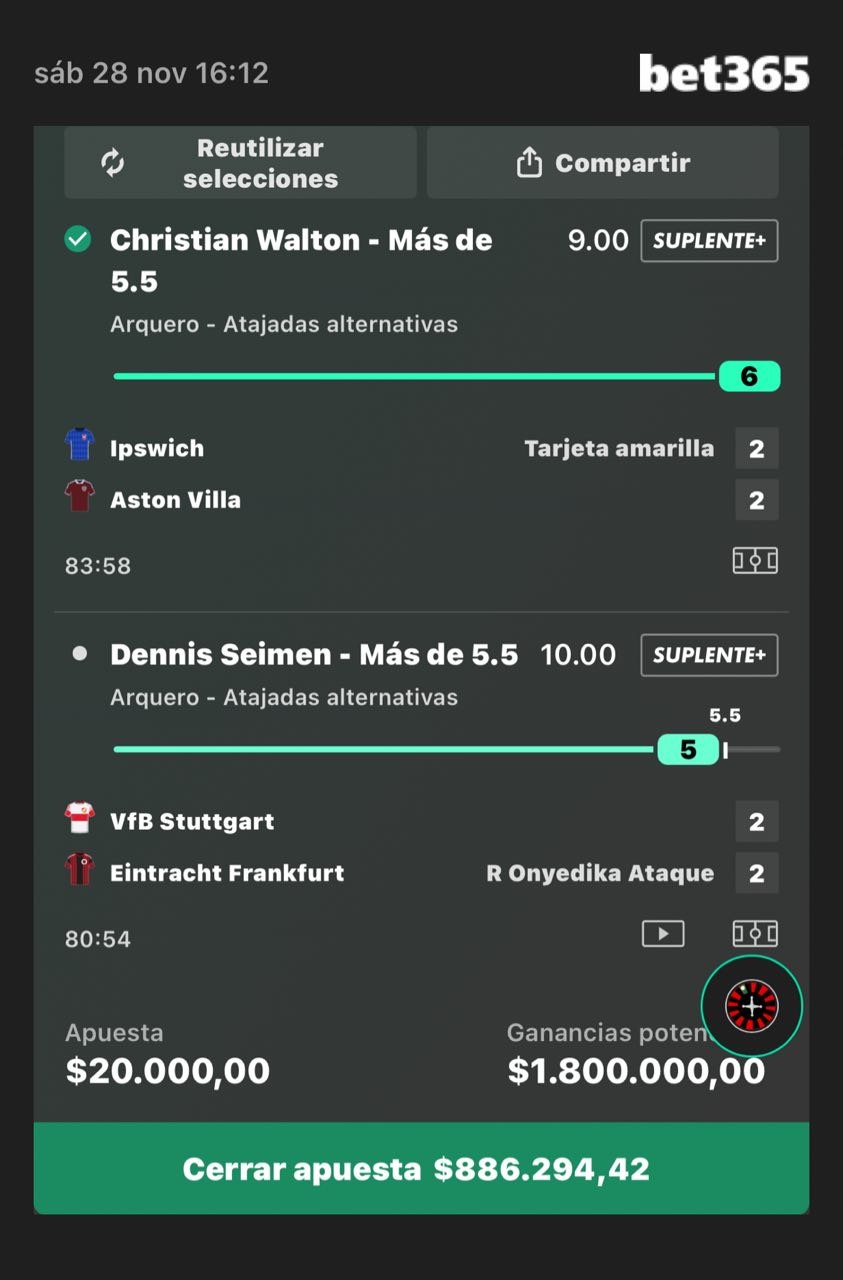 sáb 28 nov 16:12
bet365
Reutilizar
selecciones
Compartir
Christian Walton - Más de
5.5
9.00
SUPLENTE+
Arquero - Atajadas alternativas
6
Ipswich
Tarjeta amarilla
2
Aston Villa
2
83:58
Dennis Seimen - Más de 5.5
10.00
SUPLENTE+
Arquero - Atajadas alternativas
5.5
5
VfB Stuttgart
2
Eintracht Frankfurt
R Onyedika Ataque
2
80:54
Apuesta
Ganancias
$20.000,00
$1.800.000,00
Cerrar apuesta $886.294,42